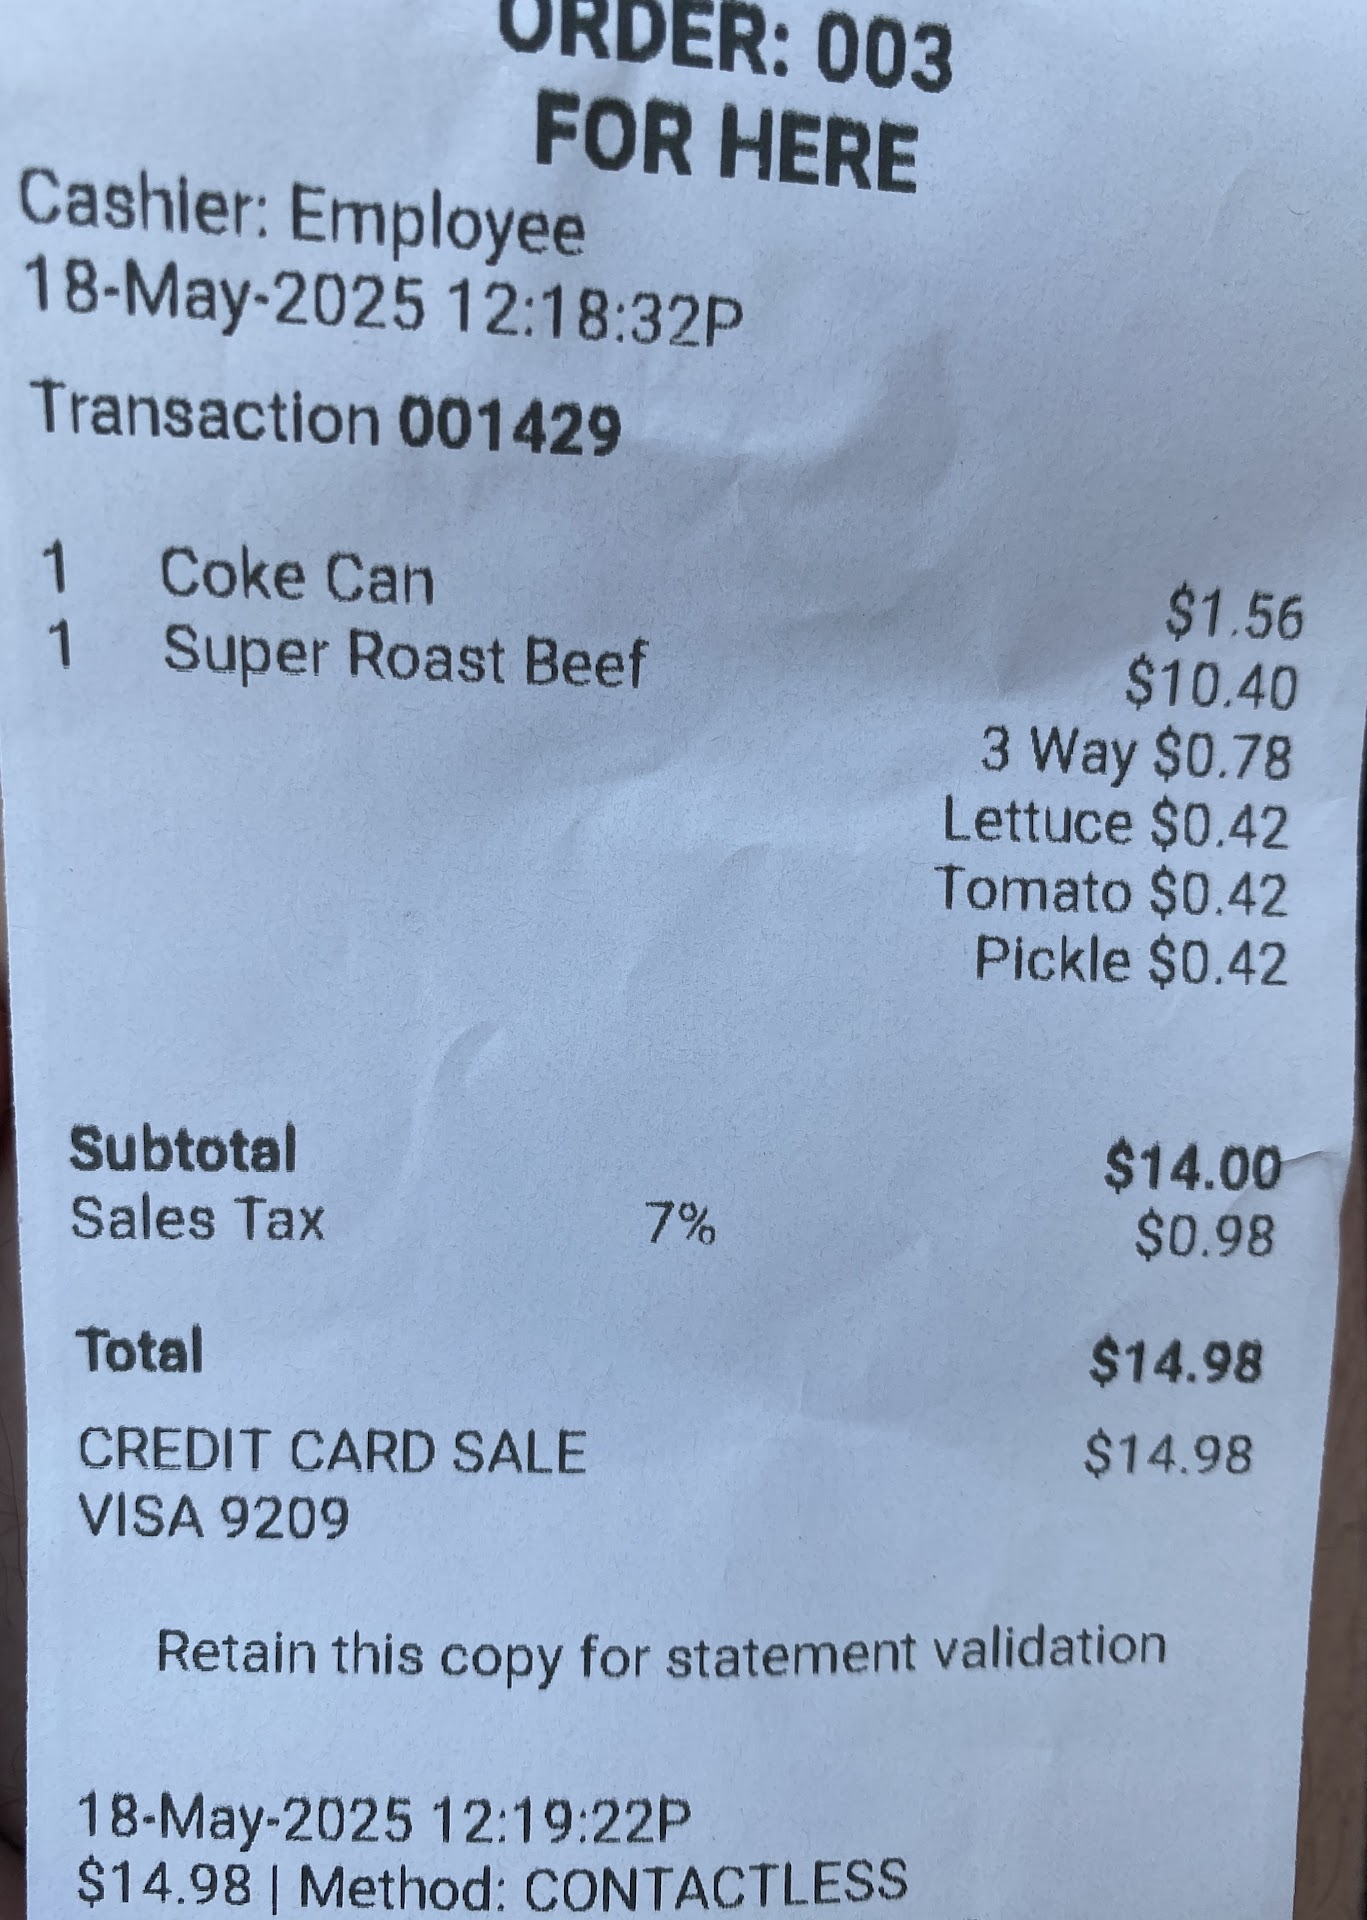 ORDER: 003
FOR HERE
Cashier: Employee
18-May-2025 12:18:32P
Transaction 001429
1 Coke Can $1.56
1 Super Roast Beef $10.40
3 Way $0.78
Lettuce $0.42
Tomato $0.42
Pickle $0.42
Subtotal $14.00
Sales Tax 7% $0.98
Total $14.98
CREDIT CARD SALE $14.98
VISA 9209
Retain this copy for statement validation
18-May-2025 12:19:22P
$14.98 | Method: CONTACTLESS